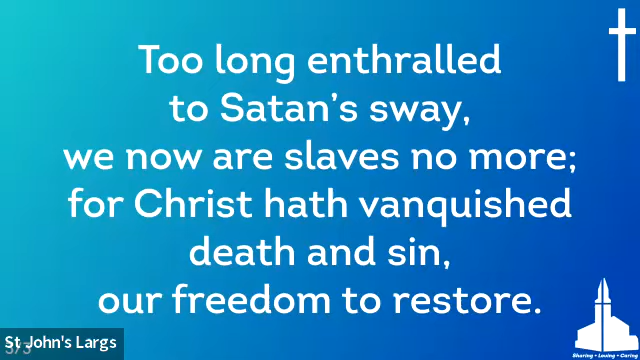 Too long enthralled
to Satan's sway,
we now are slaves no more;
for Christ hath vanquished
death and sin,
our freedom to restore.
St John's Largs
Sharing • Loving • Caring